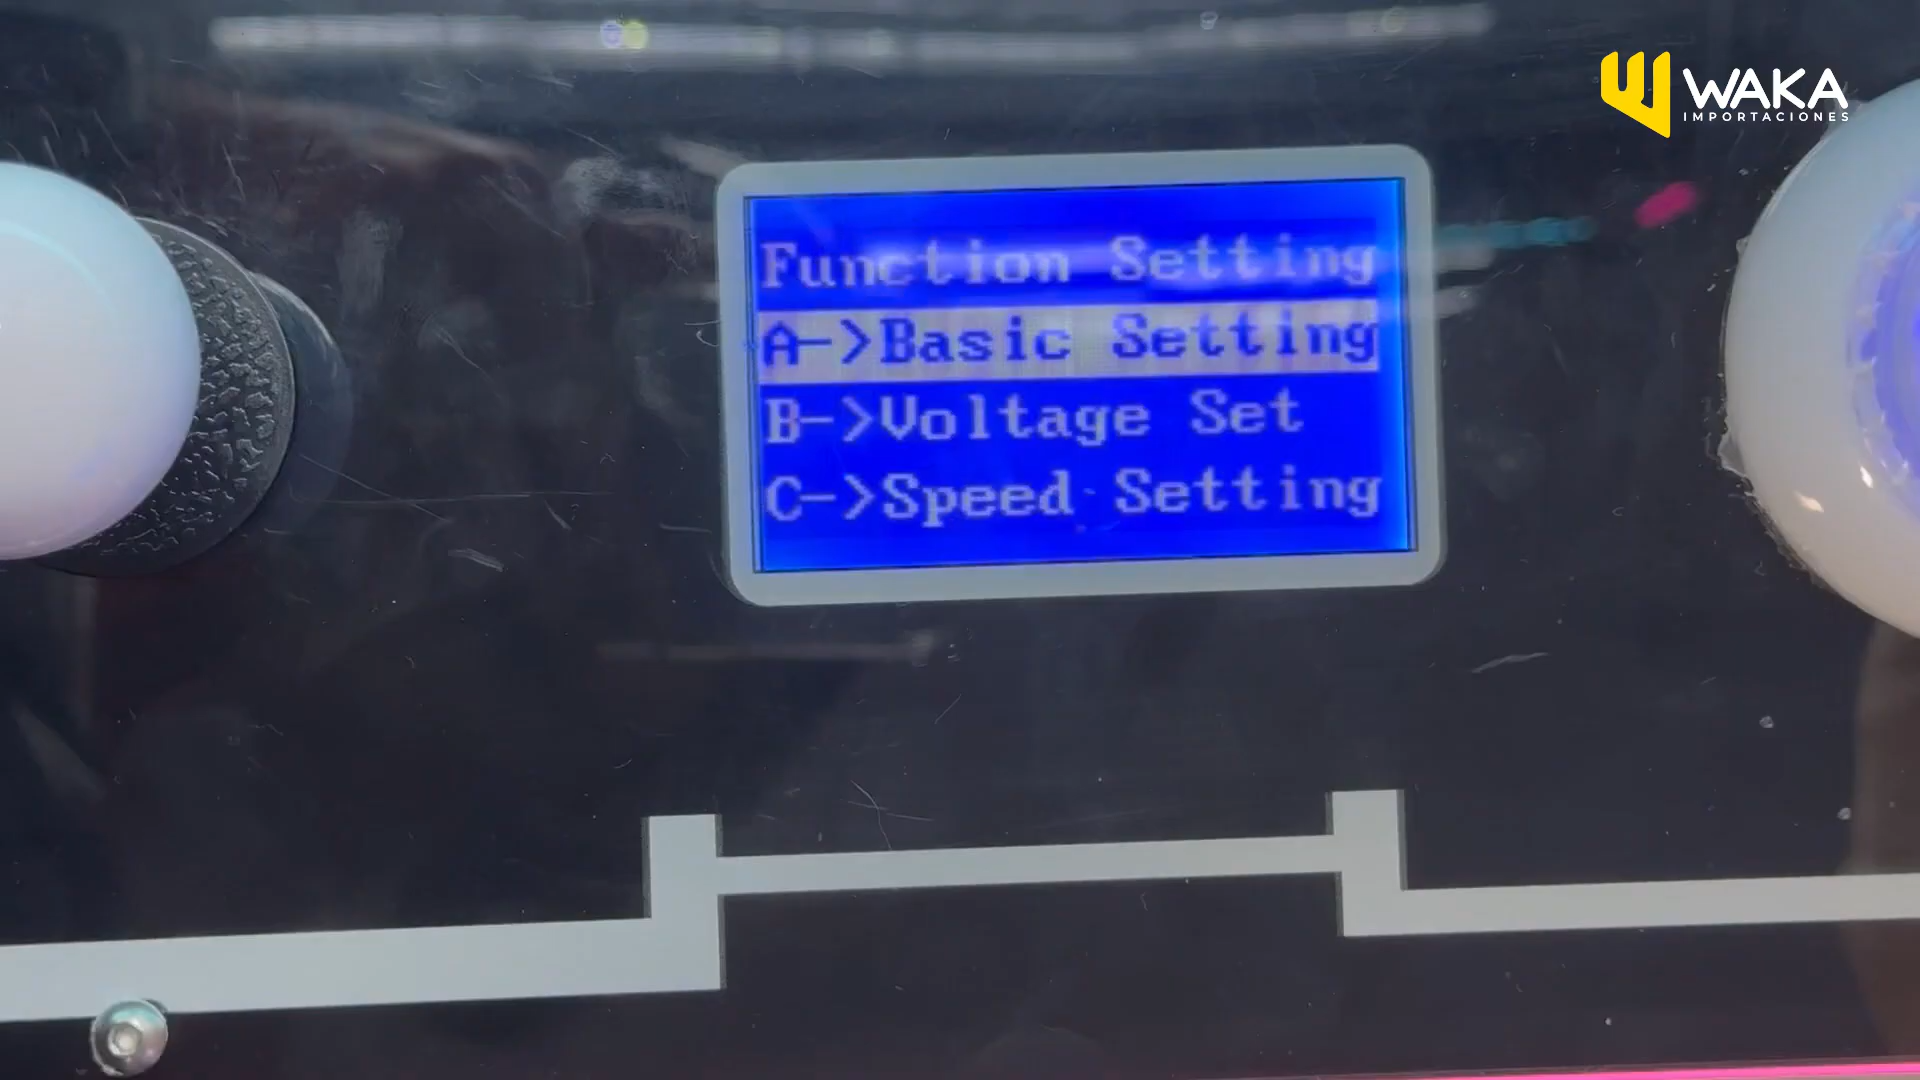 WAKA
IMPORTACIONES
Function Setting
A->Basic Setting
B->Voltage Set
C->Speed Setting